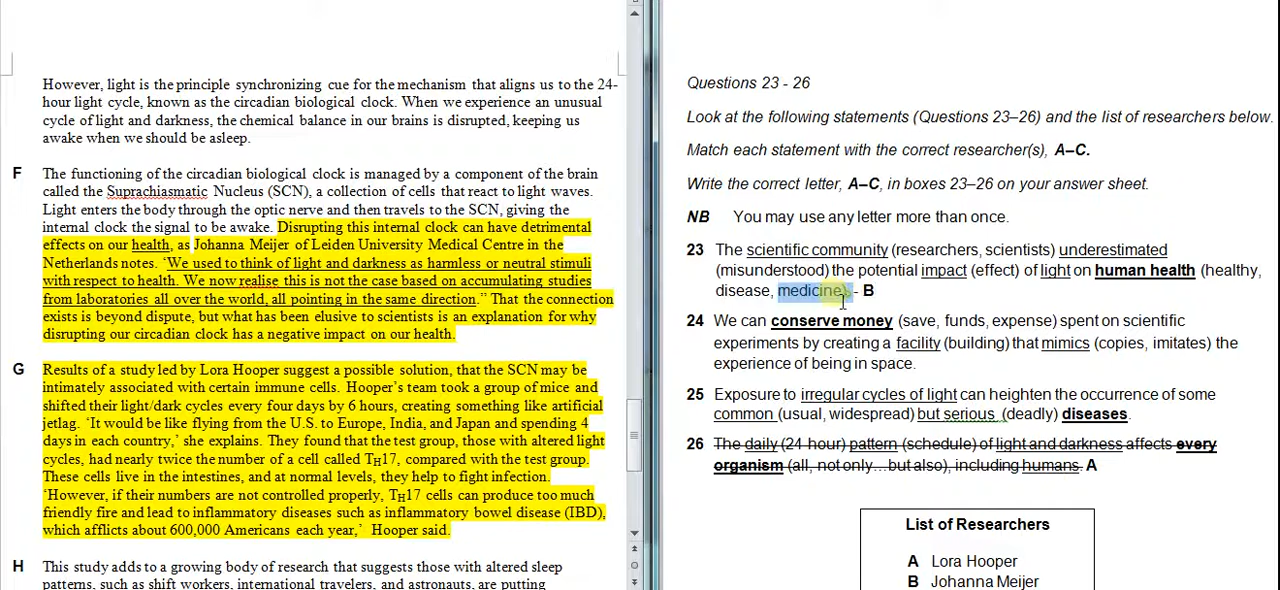 However, light is the principle synchronizing cue for the mechanism that aligns us to the 24-
hour light cycle, known as the circadian biological clock. When we experience an unusual
cycle of light and darkness, the chemical balance in our brains is disrupted, keeping us
awake when we should be asleep.
F The functioning of the circadian biological clock is managed by a component of the brain
called the Suprachiasmatic Nucleus (SCN), a collection of cells that react to light waves.
Light enters the body through the optic nerve and then travels to the SCN, giving the
internal clock the signal to be awake. Disrupting this internal clock can have detrimental
effects on our health, as Johanna Meijer of Leiden University Medical Centre in the
Netherlands notes. 'We used to think of light and darkness as harmless or neutral stimuli
with respect to health. We now realise this is not the case based on accumulating studies
from laboratories all over the world, all pointing in the same direction." That the connection
exists is beyond dispute, but what has been elusive to scientists is an explanation for why
disrupting our circadian clock has a negative impact on our health.
G Results of a study led by Lora Hooper suggest a possible solution, that the SCN may be
intimately associated with certain immune cells. Hooper's team took a group of mice and
shifted their light/dark cycles every four days by 6 hours, creating something like artificial
jetlag. 'It would be like flying from the U.S. to Europe, India, and Japan and spending 4
days in each country,' she explains. They found that the test group, those with altered light
cycles, had nearly twice the number of a cell called TH17, compared with the test group.
These cells live in the intestines, and at normal levels, they help to fight infection.
'However, if their numbers are not controlled properly, TH17 cells can produce too much
friendly fire and lead to inflammatory diseases such as inflammatory bowel disease (IBD),
which afflicts about 600,000 Americans each year,' Hooper said.
H This study adds to a growing body of research that suggests those with altered sleep
patterns, such as shift workers, international travelers, and astronauts, are putting
Questions 23 - 26
Look at the following statements (Questions 23–26) and the list of researchers below.
Match each statement with the correct researcher(s), A–C.
Write the correct letter, A–C, in boxes 23–26 on your answer sheet.
NB You may use any letter more than once.
23 The scientific community (researchers, scientists) underestimated
(misunderstood) the potential impact (effect) of light on human health (healthy,
disease, medicine) - B
24 We can conserve money (save, funds, expense) spent on scientific
experiments by creating a facility (building) that mimics (copies, imitates) the
experience of being in space.
25 Exposure to irregular cycles of light can heighten the occurrence of some
common (usual, widespread) but serious (deadly) diseases.
26 The daily (24 hour) pattern (schedule) of light and darkness affects every
organism (all, not only…but also), including humans. A
List of Researchers
A Lora Hooper
B Johanna Meijer